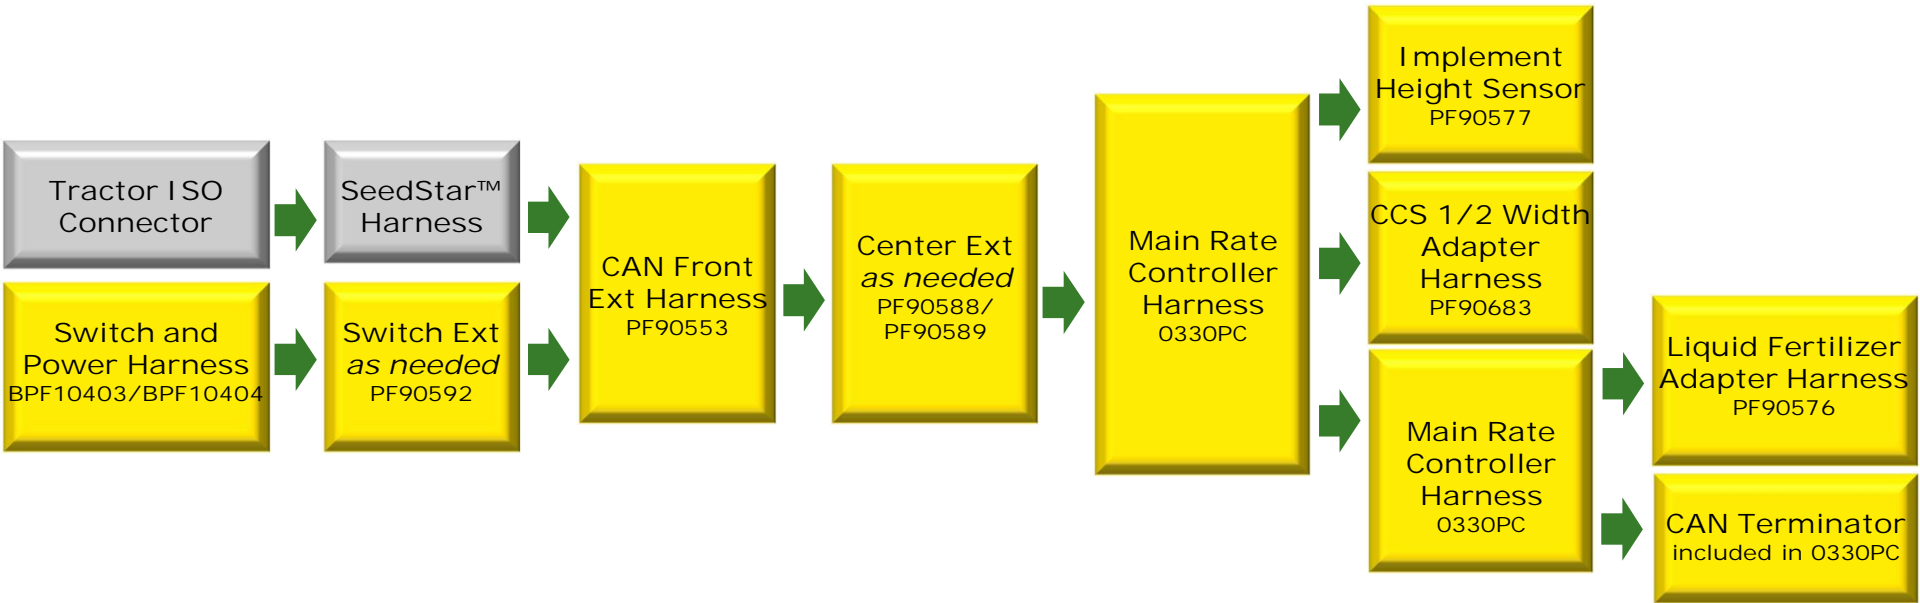 Tractor ISO
Connector
SeedStar™
Harness
Switch and
Power Harness
BPF10403/BPF10404
Switch Ext
as needed
PF90592
CAN Front
Ext Harness
PF90553
Center Ext
as needed
PF90588/
PF90589
Main Rate
Controller
Harness
0330PC
Implement
Height Sensor
PF90577
CCS 1/2 Width
Adapter
Harness
PF90683
Main Rate
Controller
Harness
0330PC
Liquid Fertilizer
Adapter Harness
PF90576
CAN Terminator
included in 0330PC